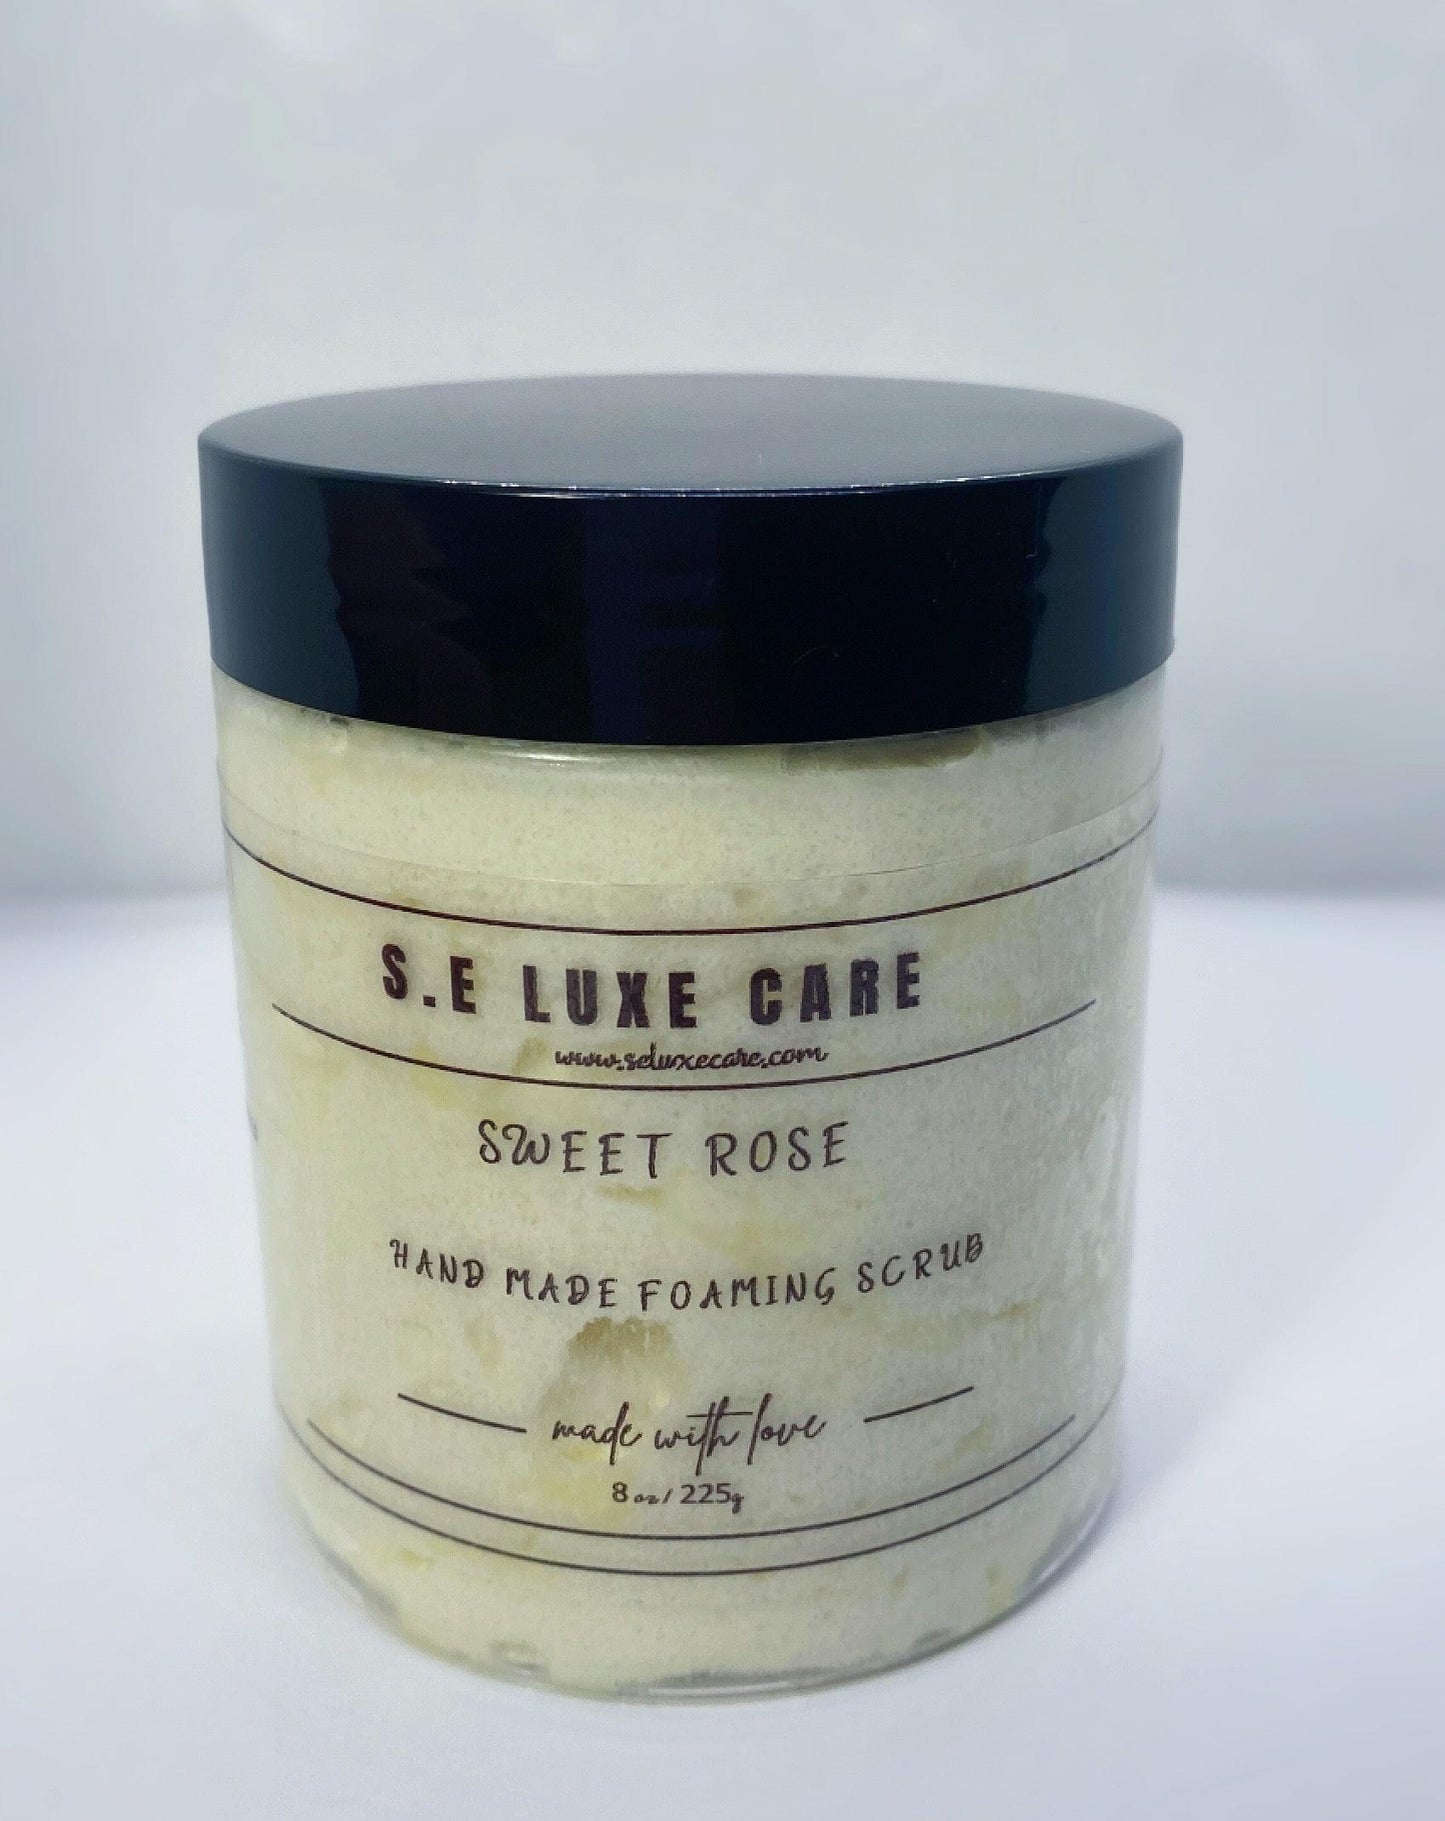 S.E LUXE CARE
www.seluxecare.com
SWEET ROSE
HAND MADE FOAMING SCRUB
made with love
8 oz / 225g